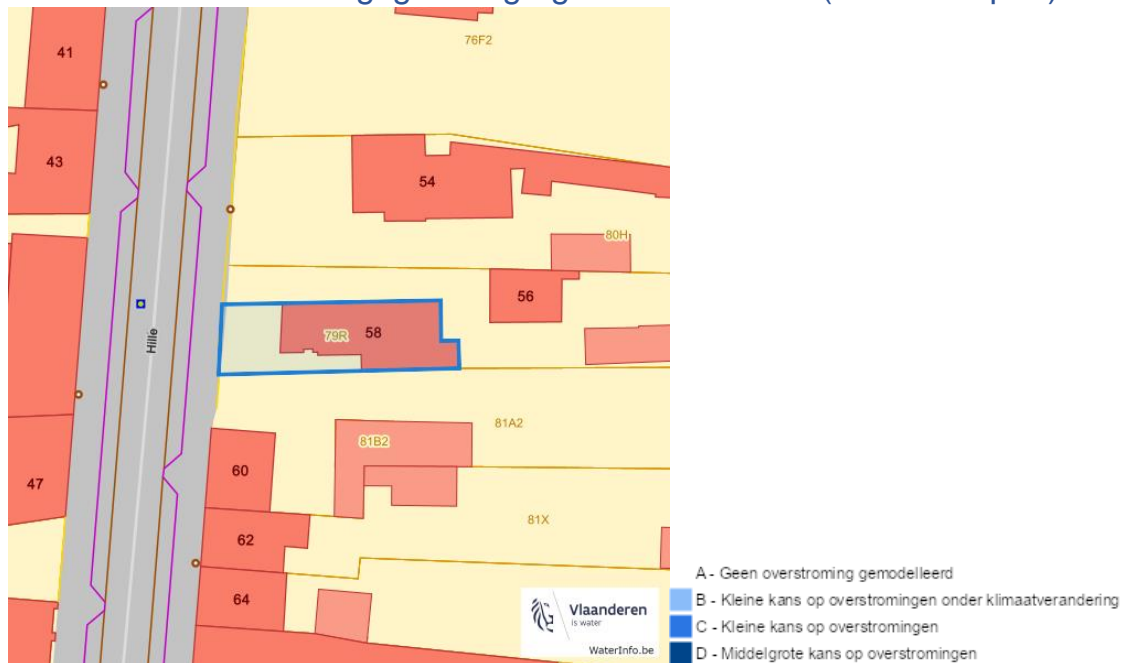 76F2
41
43
54
80H
56
Hille
79R
58
81A2
81B2
60
47
81X
62
64
Vlaanderen
is water
WaterInfo.be
A - Geen overstroming gemodelleerd
B - Kleine kans op overstromingen onder klimaatverandering
C - Kleine kans op overstromingen
D - Middelgrote kans op overstromingen